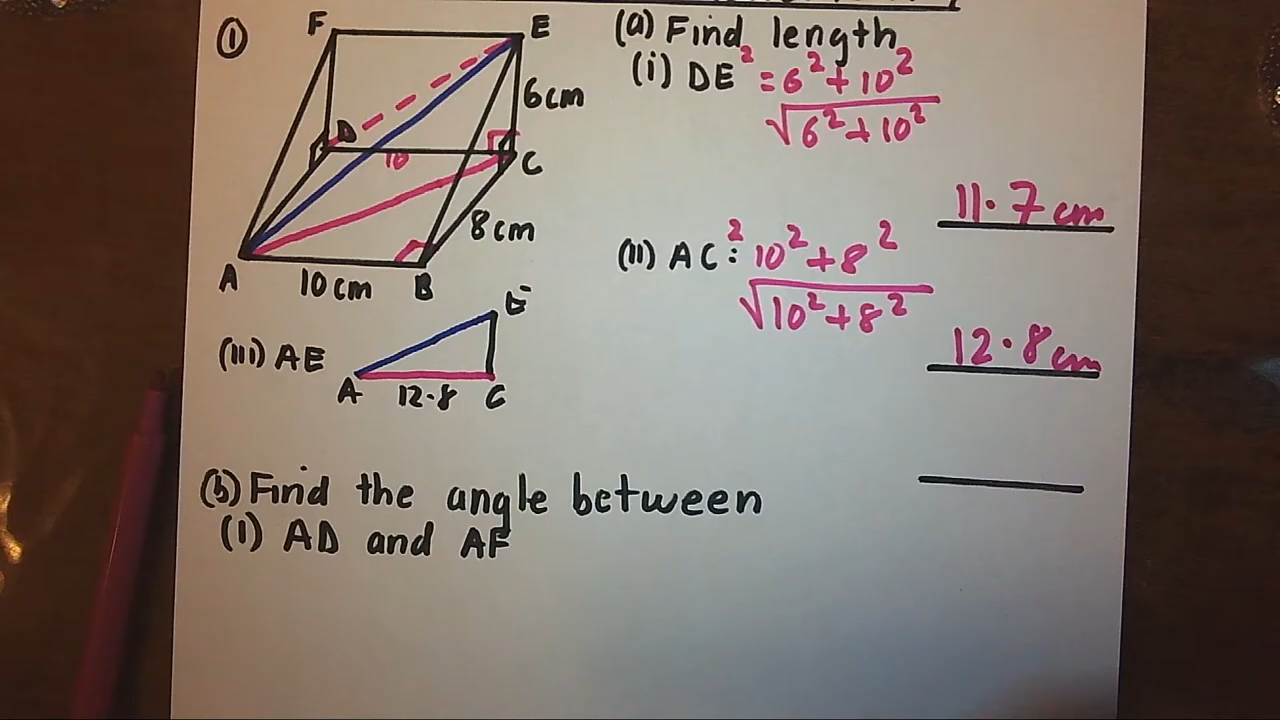 ①
F E
6cm
D
10 C
8cm
A 10cm B
(a) Find length
(i) DE² = 6² + 10²
√6² + 10²
11.7 cm
(ii) AC² : 10² + 8²
√10² + 8²
12.8 cm
(iii) AE
E
A 12.8 C
(b) Find the angle between
(i) AD and AF